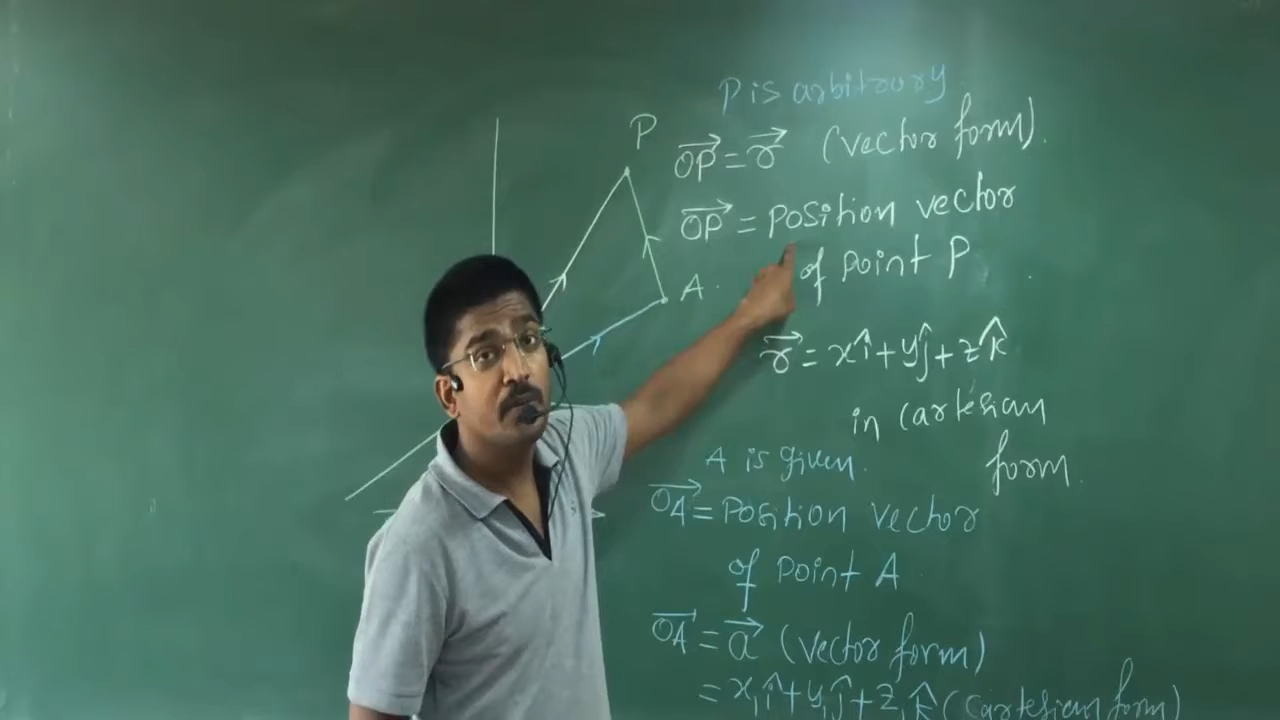 P is arbitrory
P
OP⃗ = r⃗ (vector form).
OP⃗ = Position vector
of point P
A.
r⃗ = xî + yĵ + zk̂
in cartesian
form.
A is given.
OA⃗ = Position vector
of point A
OA⃗ = a⃗ (vector form)
= x₁î + y₁ĵ + z₁k̂ (cartesian form)